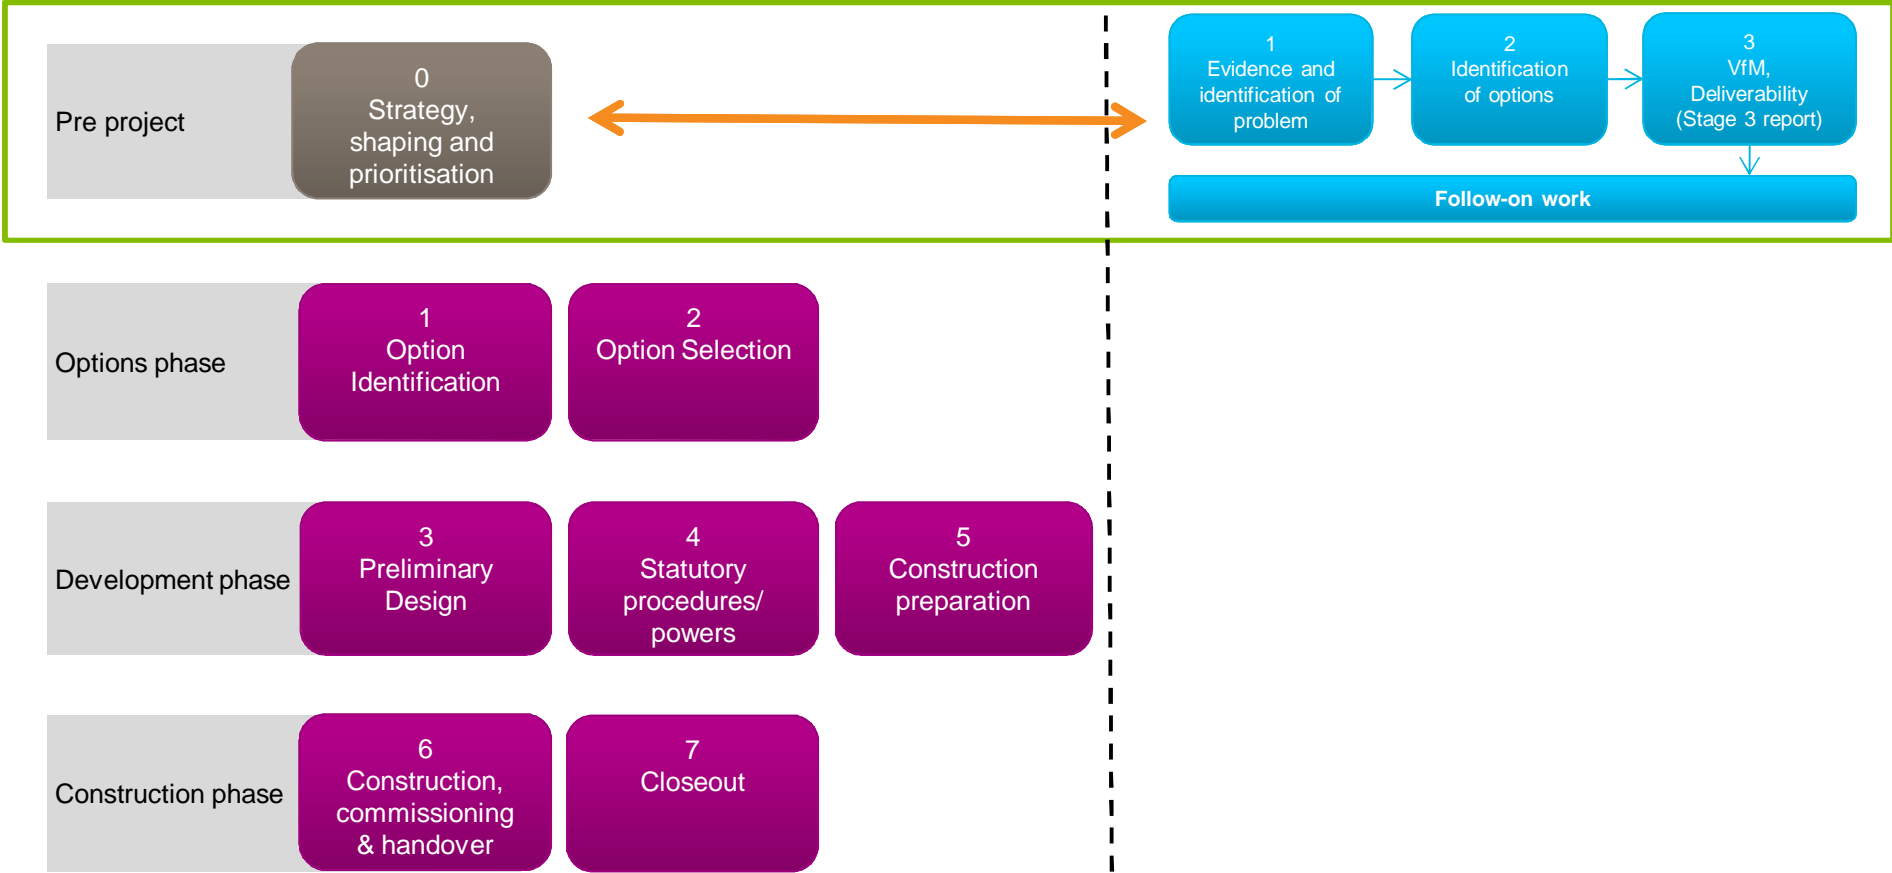 Pre project
0
Strategy,
shaping and
prioritisation
1
Evidence and
identification of
problem
2
Identification
of options
3
VfM,
Deliverability
(Stage 3 report)
Follow-on work
Options phase
1
Option
Identification
2
Option Selection
Development phase
3
Preliminary
Design
4
Statutory
procedures/
powers
5
Construction
preparation
Construction phase
6
Construction,
commissioning
& handover
7
Closeout